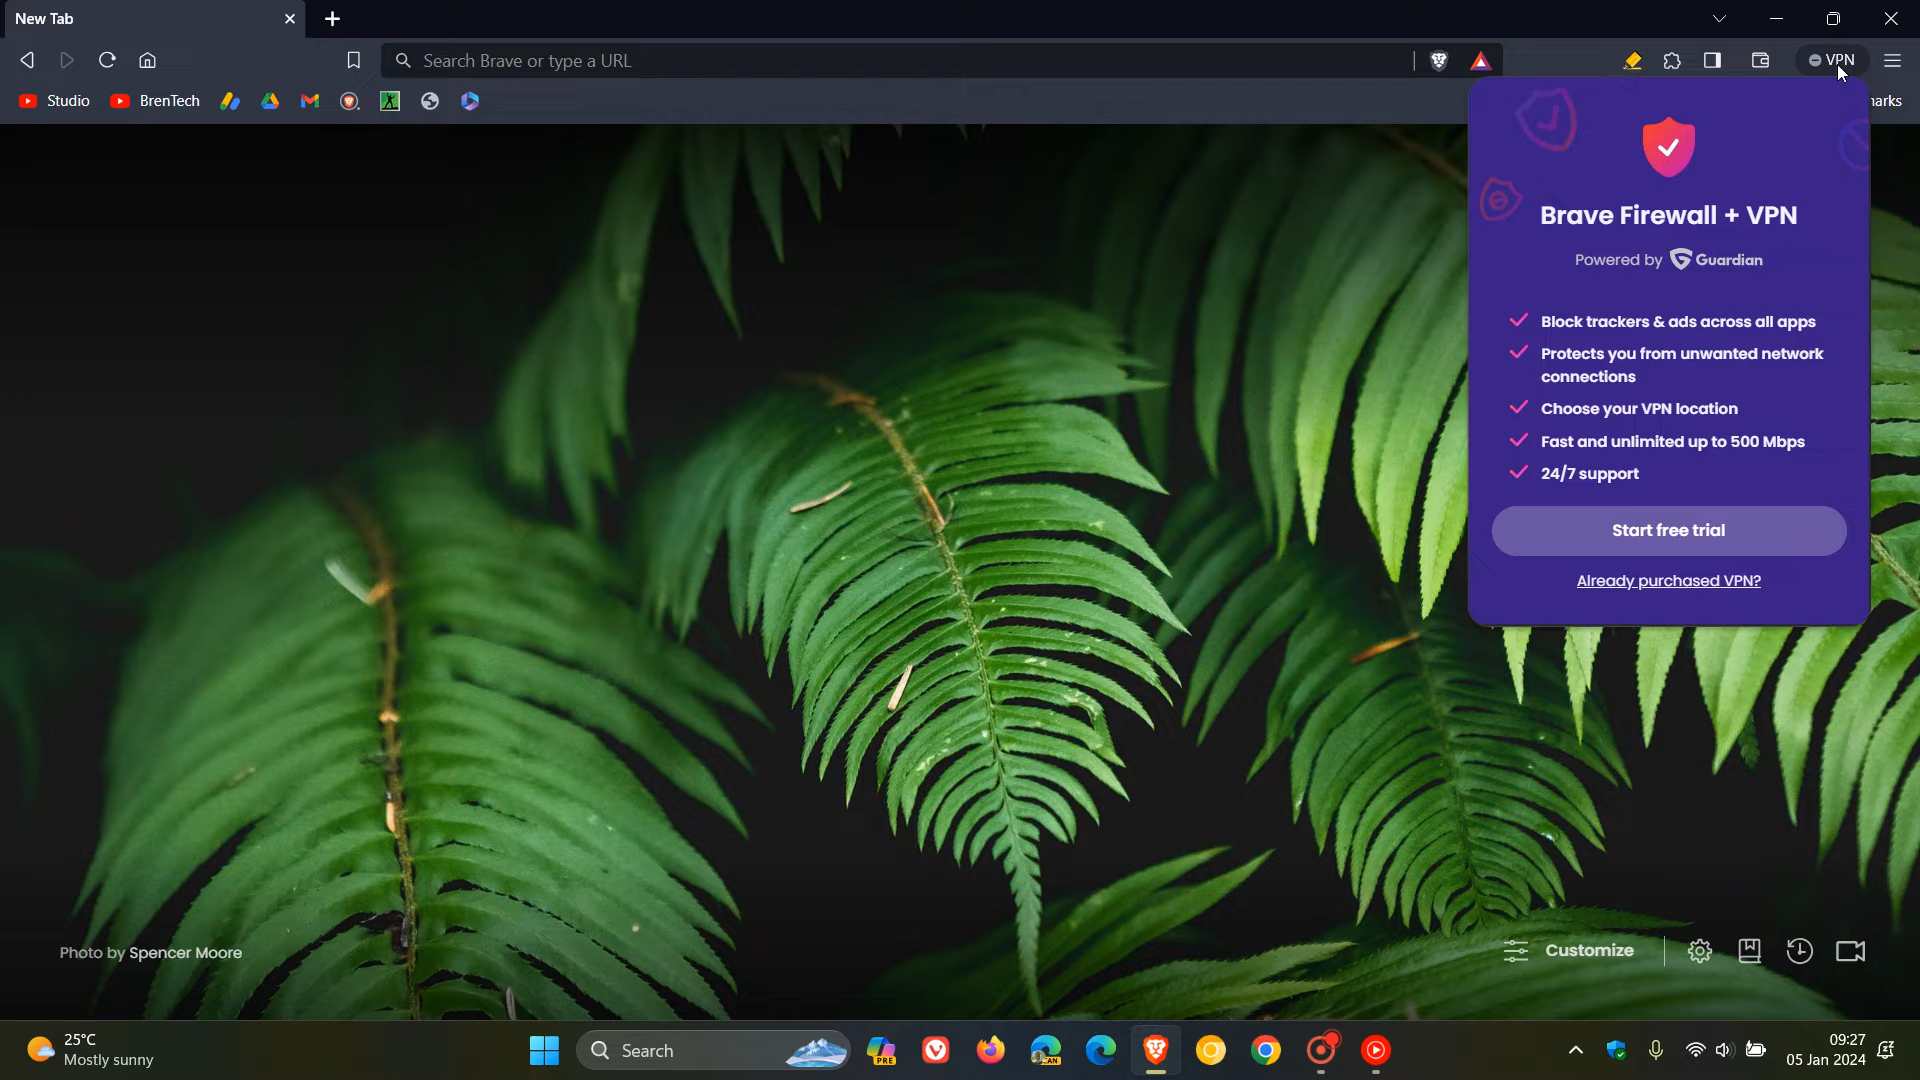 New Tab
Search Brave or type a URL
VPN
Studio
BrenTech
arks
Brave Firewall + VPN
Powered by Guardian
Block trackers & ads across all apps
Protects you from unwanted network
connections
Choose your VPN location
Fast and unlimited up to 500 Mbps
24/7 support
Start free trial
Already purchased VPN?
Photo by Spencer Moore
Customize
25°C
Mostly sunny
Search
PRE
CAN
09:27
05 Jan 2024